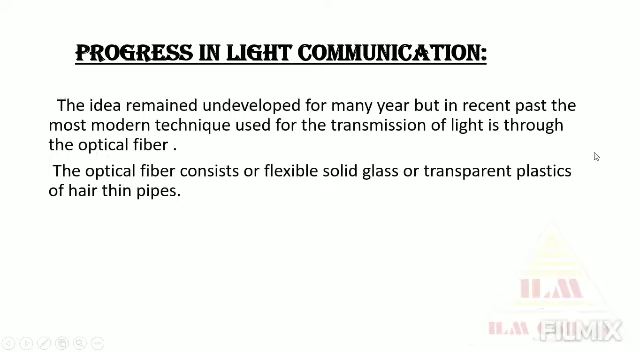 PROGRESS IN LIGHT COMMUNICATION:
The idea remained undeveloped for many year but in recent past the
most modern technique used for the transmission of light is through
the optical fiber .
The optical fiber consists or flexible solid glass or transparent plastics
of hair thin pipes.
ILM
ILM
FILMIX